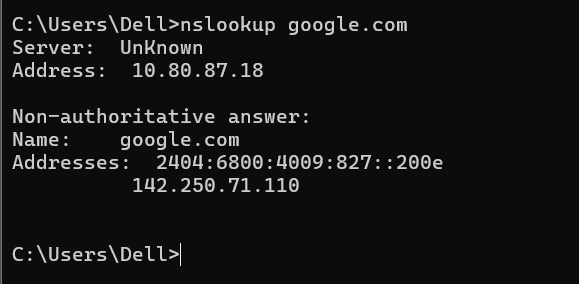 C:\Users\Dell>nslookup google.com
Server:  UnKnown
Address:  10.80.87.18
Non-authoritative answer:
Name:    google.com
Addresses:  2404:6800:4009:827::200e
142.250.71.110
C:\Users\Dell>